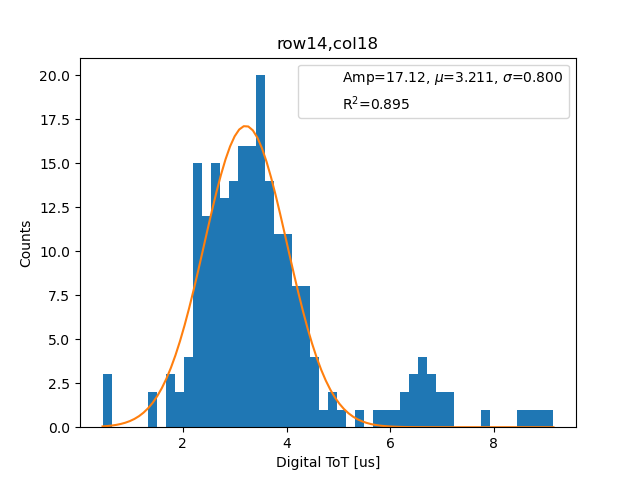 row14,col18
Amp=17.12, μ=3.211, σ=0.800
R²=0.895
20.0
17.5
15.0
12.5
10.0
7.5
5.0
2.5
0.0
Counts
2 4 6 8
Digital ToT [us]